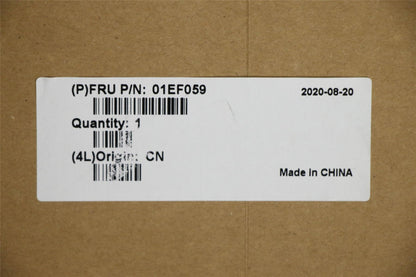 (P)FRU P/N: 01EF059
2020-08-20
Quantity: 1
(4L)Origin: CN
Made in CHINA